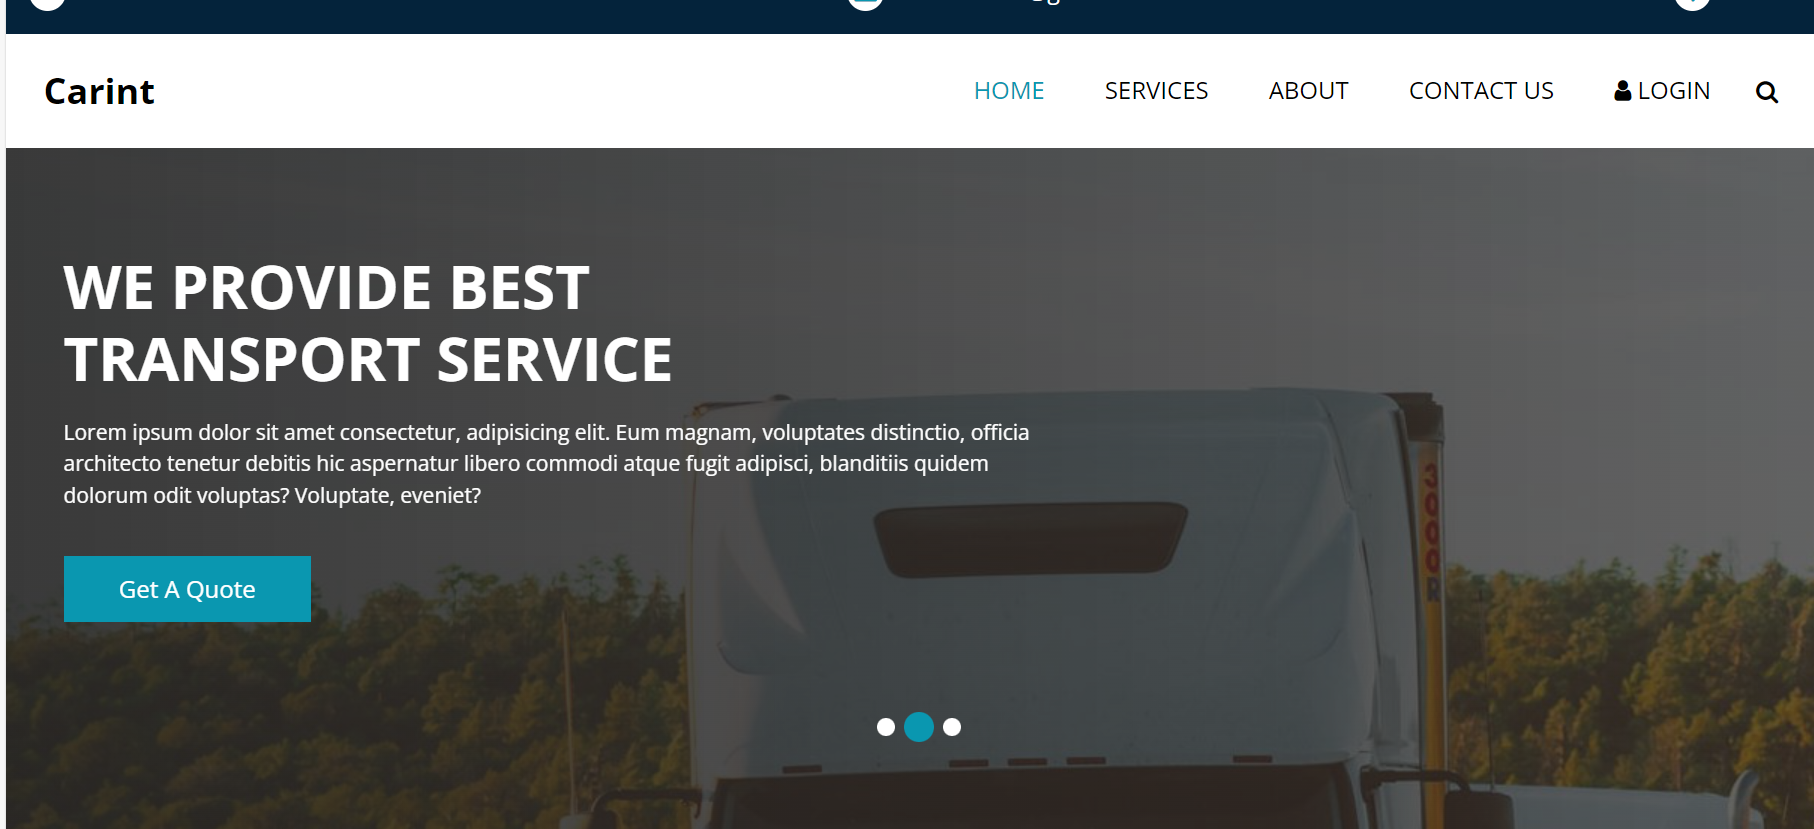 Carint
HOME SERVICES ABOUT CONTACT US LOGIN
WE PROVIDE BEST
TRANSPORT SERVICE
Lorem ipsum dolor sit amet consectetur, adipisicing elit. Eum magnam, voluptates distinctio, officia
architecto tenetur debitis hic aspernatur libero commodi atque fugit adipisci, blanditiis quidem
dolorum odit voluptas? Voluptate, eveniet?
Get A Quote
3000R